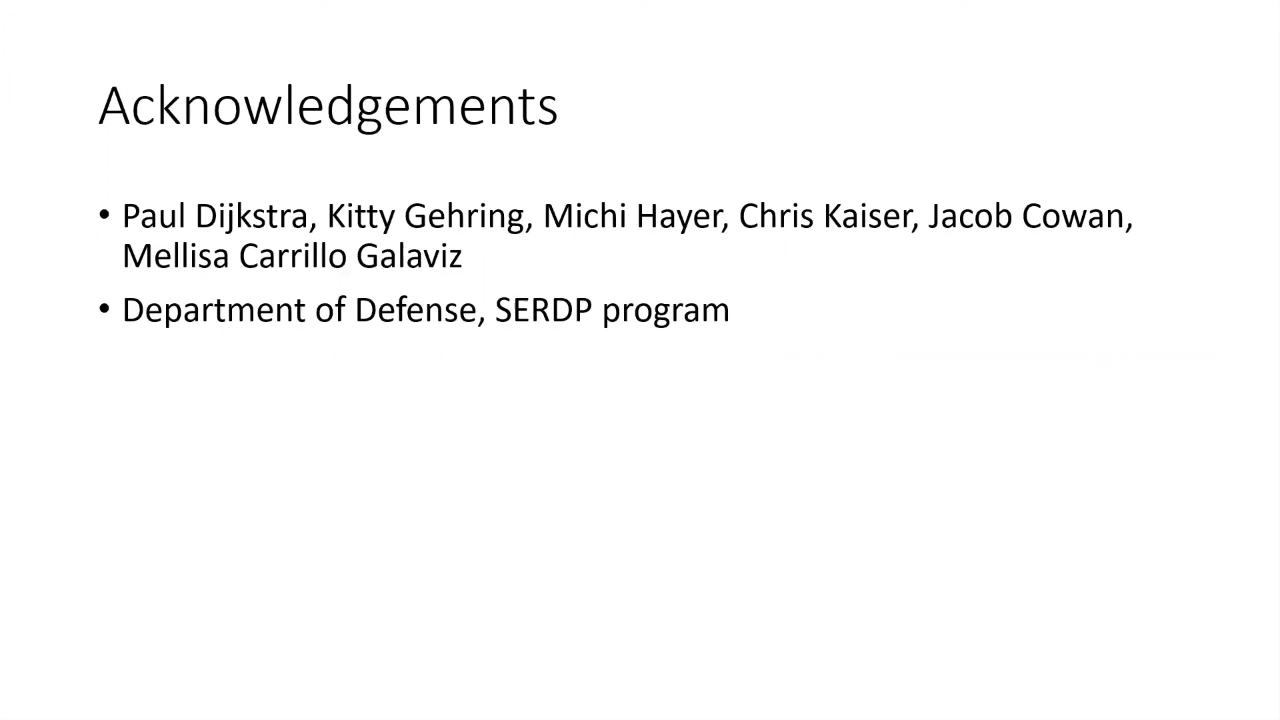 Acknowledgements
• Paul Dijkstra, Kitty Gehring, Michi Hayer, Chris Kaiser, Jacob Cowan,
Mellisa Carrillo Galaviz
• Department of Defense, SERDP program